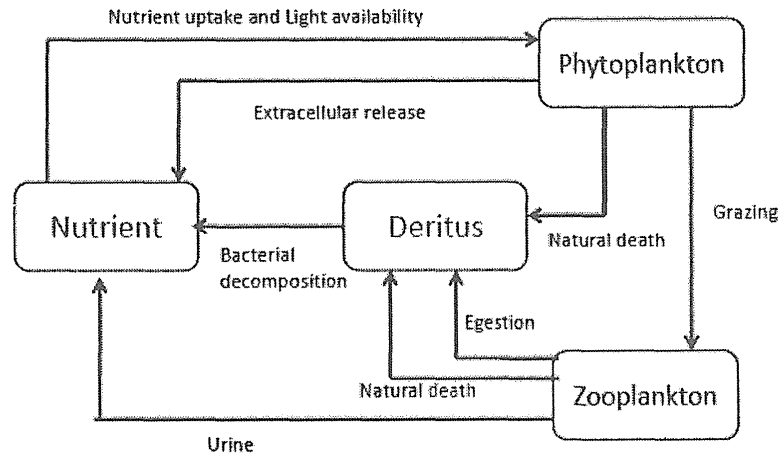 Nutrient uptake and Light availability
Phytoplankton
Extracellular release
Nutrient
Deritus
Grazing
Natural death
Bacterial
decomposition
Egestion
Natural death
Zooplankton
Urine